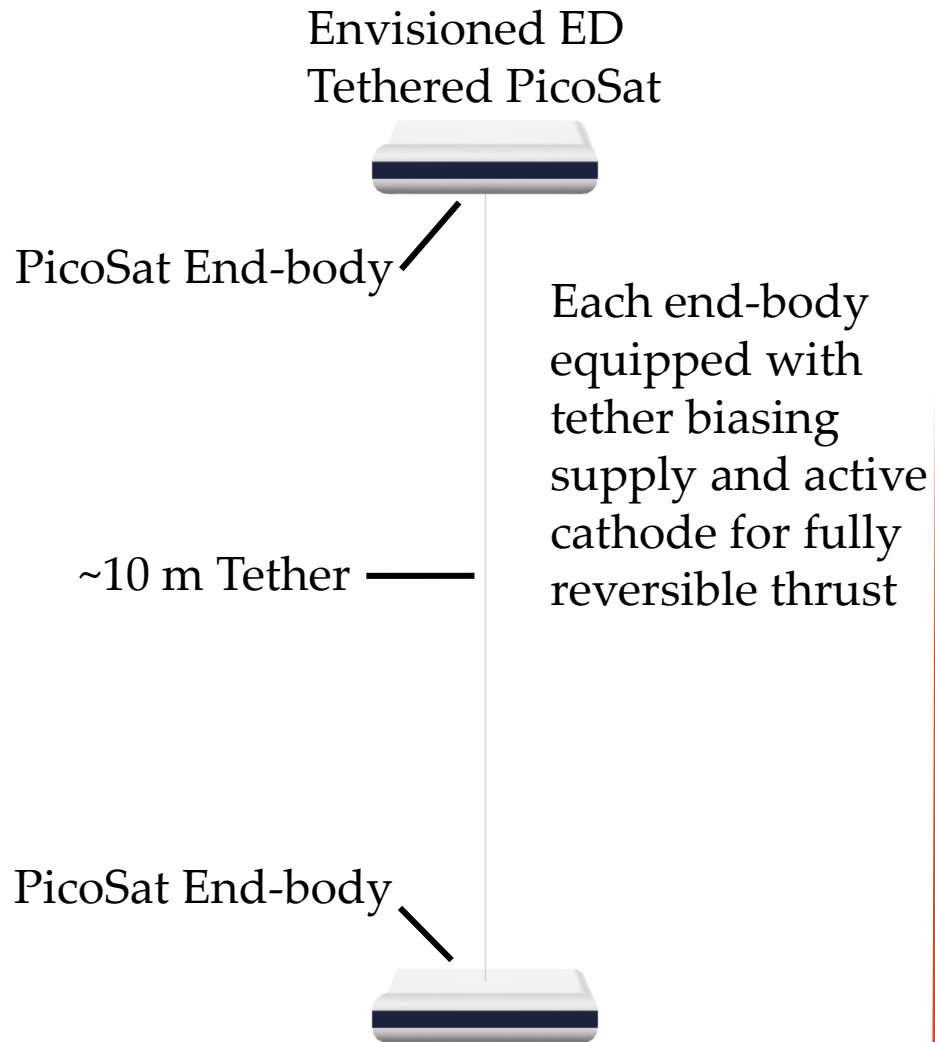 Envisioned ED
Tethered PicoSat
PicoSat End-body
Each end-body
equipped with
tether biasing
supply and active
cathode for fully
reversible thrust
~10 m Tether
PicoSat End-body